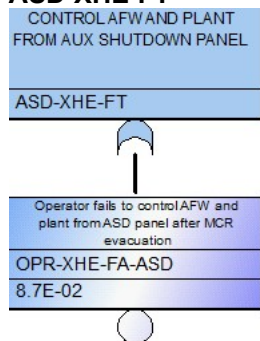 ASD-XHE-FT
CONTROL AFW AND PLANT
FROM AUX SHUTDOWN PANEL
ASD-XHE-FT
Operator fails to control AFW and
plant from ASD panel after MCR
evacuation
OPR-XHE-FA-ASD
8.7E-02